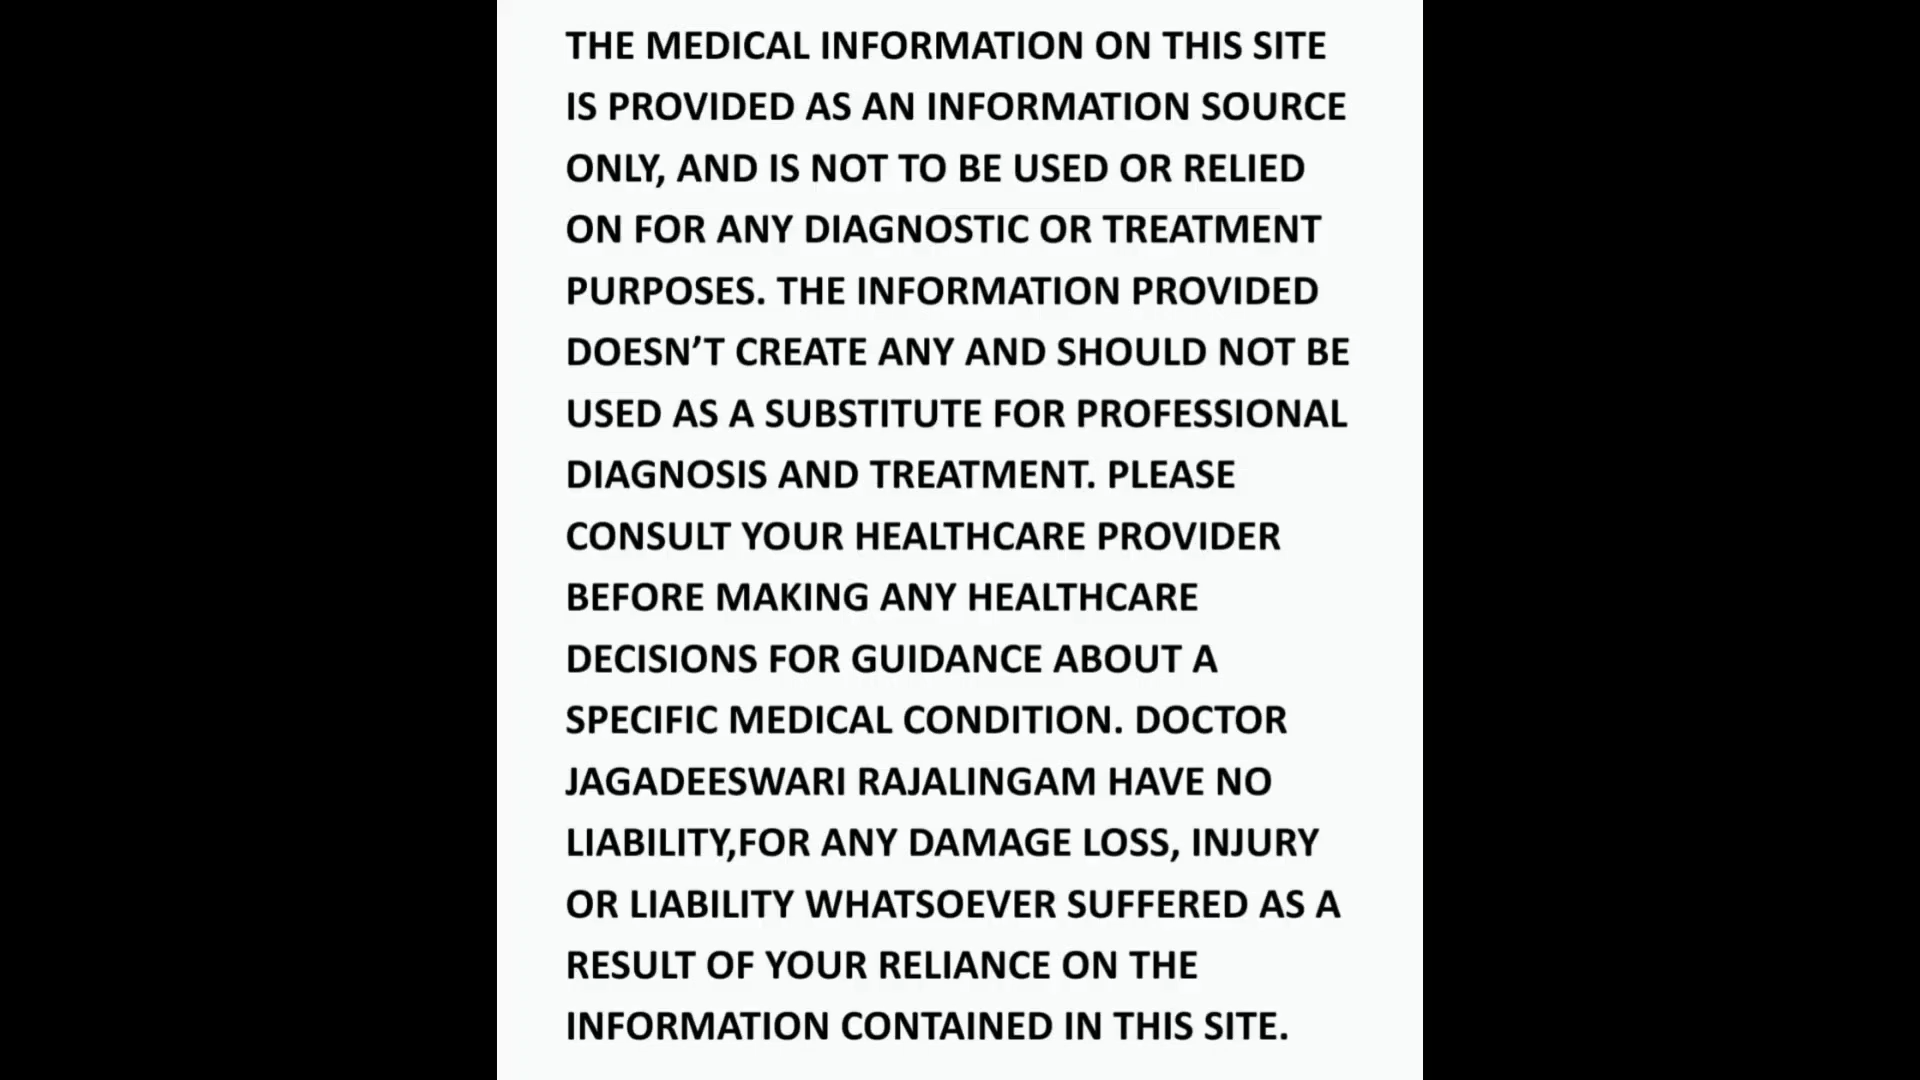 THE MEDICAL INFORMATION ON THIS SITE
IS PROVIDED AS AN INFORMATION SOURCE
ONLY, AND IS NOT TO BE USED OR RELIED
ON FOR ANY DIAGNOSTIC OR TREATMENT
PURPOSES. THE INFORMATION PROVIDED
DOESN’T CREATE ANY AND SHOULD NOT BE
USED AS A SUBSTITUTE FOR PROFESSIONAL
DIAGNOSIS AND TREATMENT. PLEASE
CONSULT YOUR HEALTHCARE PROVIDER
BEFORE MAKING ANY HEALTHCARE
DECISIONS FOR GUIDANCE ABOUT A
SPECIFIC MEDICAL CONDITION. DOCTOR
JAGADEESWARI RAJALINGAM HAVE NO
LIABILITY,FOR ANY DAMAGE LOSS, INJURY
OR LIABILITY WHATSOEVER SUFFERED AS A
RESULT OF YOUR RELIANCE ON THE
INFORMATION CONTAINED IN THIS SITE.